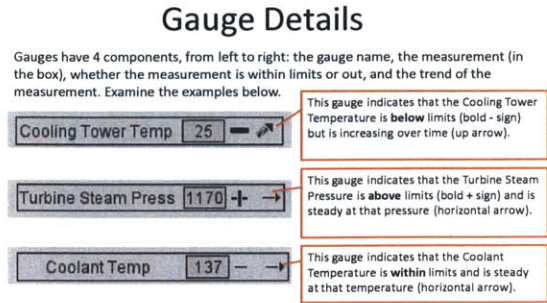 Gauge Details
Gauges have 4 components, from left to right: the gauge name, the measurement (in
the box), whether the measurement is within limits or out, and the trend of the
measurement. Examine the examples below.
Cooling Tower Temp 25
This gauge indicates that the Cooling Tower
Temperature is below limits (bold - sign)
but is increasing over time (up arrow).
Turbine Steam Press 1170
This gauge indicates that the Turbine Steam
Pressure is above limits (bold + sign) and is
steady at that pressure (horizontal arrow).
Coolant Temp 137
This gauge indicates that the Coolant
Temperature is within limits and is steady
at that temperature (horizontal arrow).